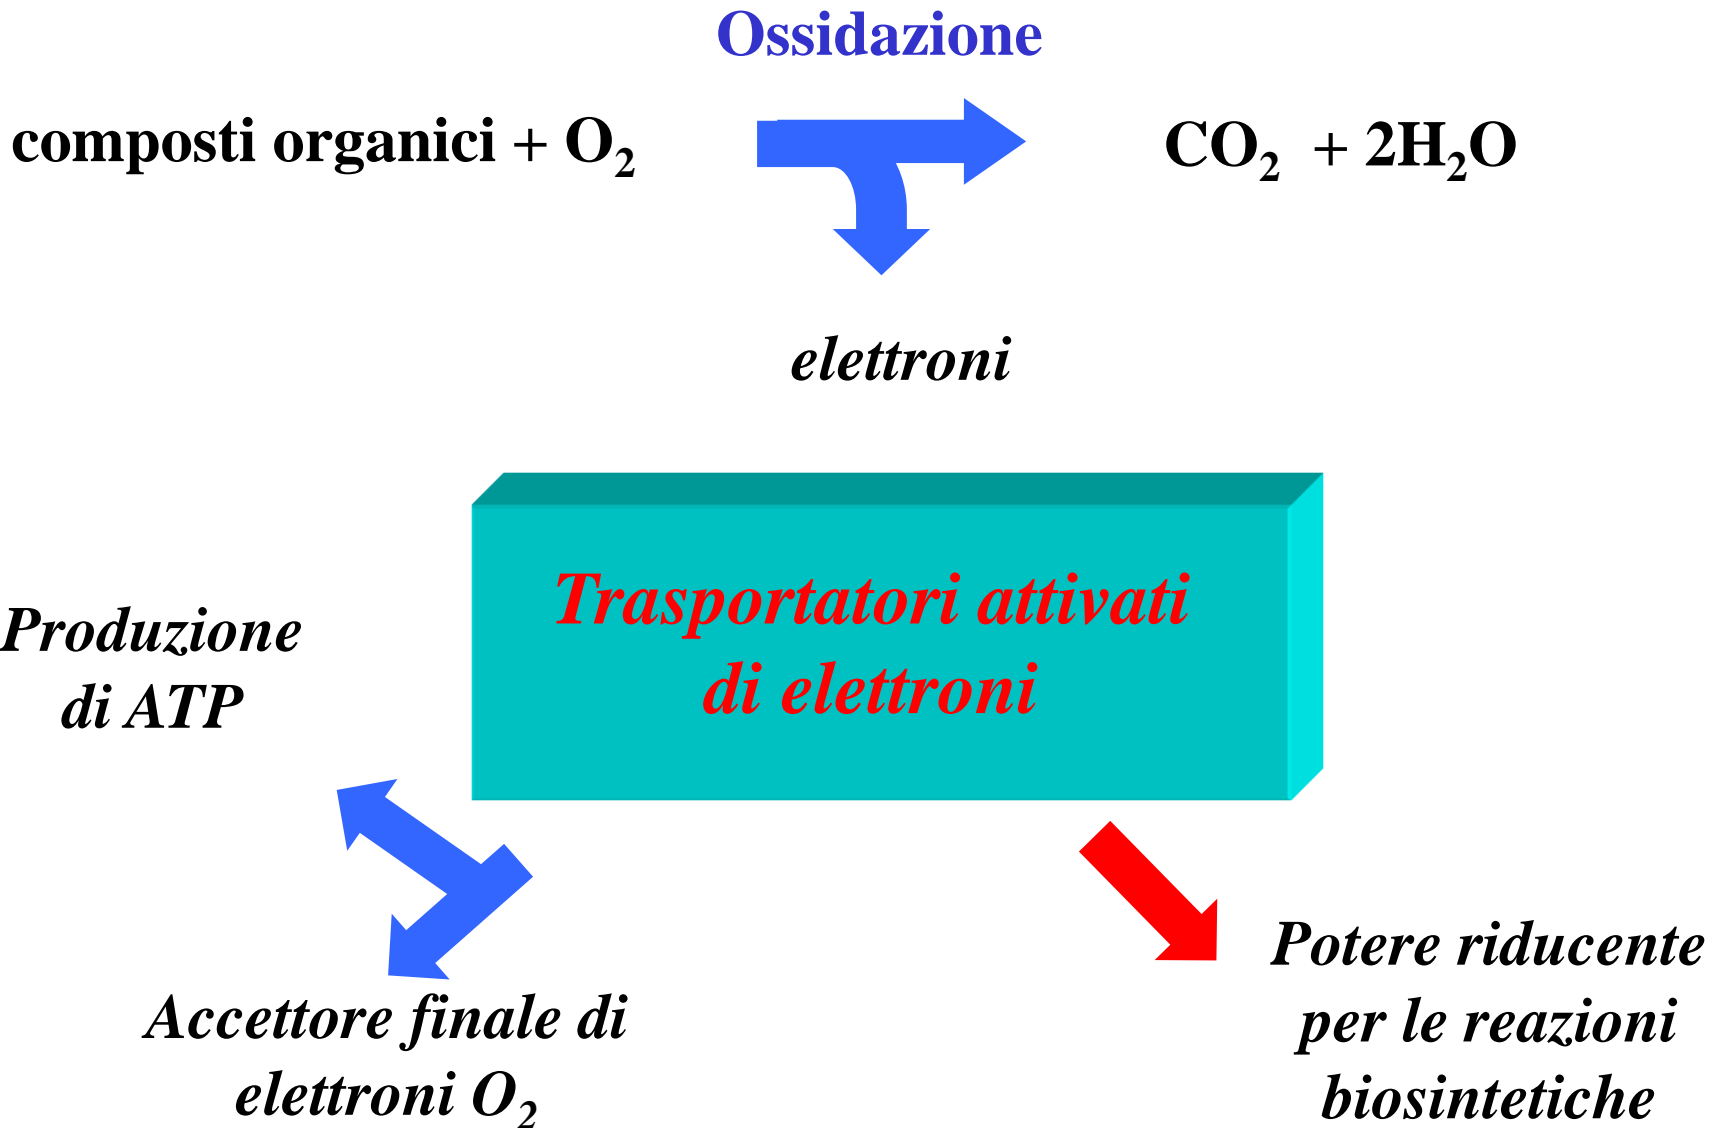 Ossidazione
composti organici + O₂
CO₂ + 2H₂O
elettroni
Trasportatori attivati
di elettroni
Produzione
di ATP
Accettore finale di
elettroni O₂
Potere riducente
per le reazioni
biosintetiche